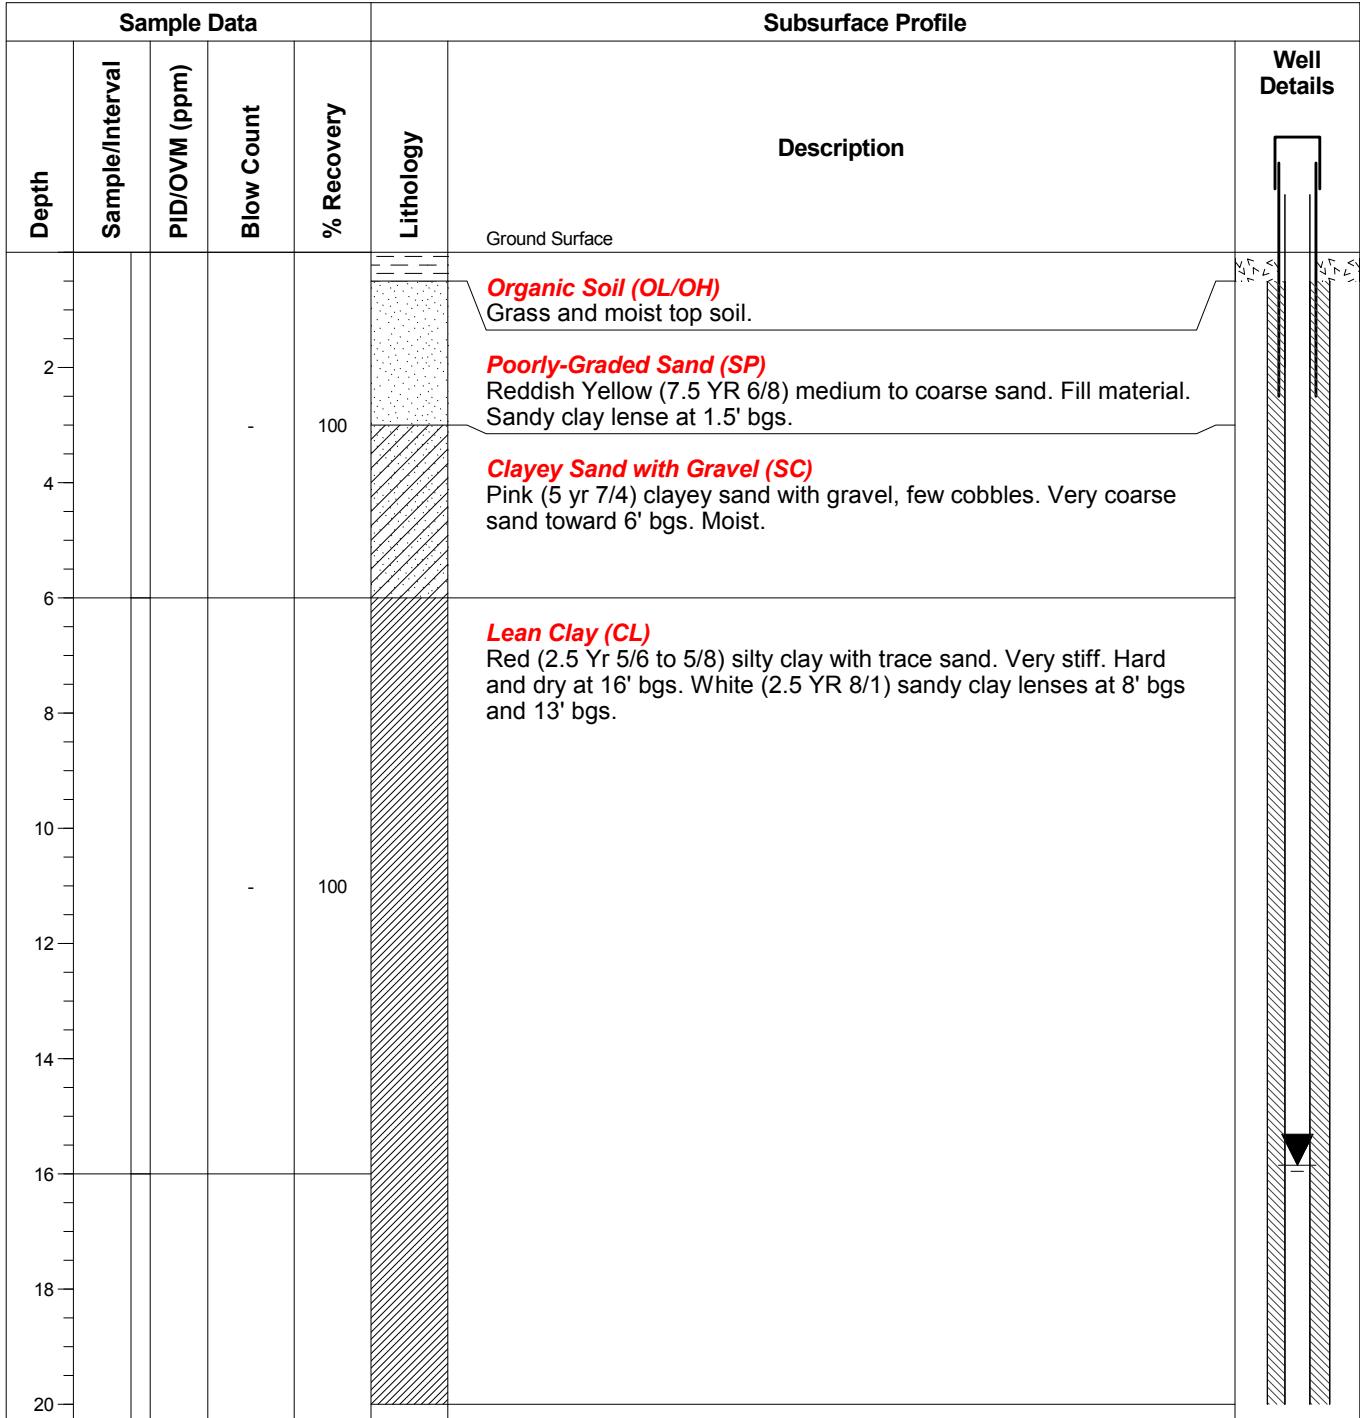 Sample Data
Subsurface Profile
Depth
Sample/Interval
PID/OVM (ppm)
Blow Count
% Recovery
Lithology
Description
Well
Details
Ground Surface
Organic Soil (OL/OH)
Grass and moist top soil.
2
Poorly-Graded Sand (SP)
Reddish Yellow (7.5 YR 6/8) medium to coarse sand. Fill material.
Sandy clay lense at 1.5' bgs.
- 100
Clayey Sand with Gravel (SC)
4
Pink (5 yr 7/4) clayey sand with gravel, few cobbles. Very coarse
sand toward 6' bgs. Moist.
6
Lean Clay (CL)
Red (2.5 Yr 5/6 to 5/8) silty clay with trace sand. Very stiff. Hard
and dry at 16' bgs. White (2.5 YR 8/1) sandy clay lenses at 8' bgs
and 13' bgs.
8
10
- 100
12
14
16
18
20